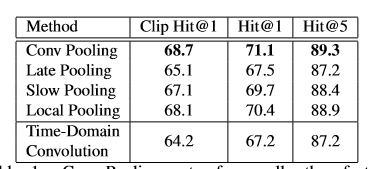 Method Clip Hit@1 Hit@1 Hit@5
Conv Pooling 68.7 71.1 89.3
Late Pooling 65.1 67.5 87.2
Slow Pooling 67.1 69.7 88.4
Local Pooling 68.1 70.4 88.9
Time-Domain
Convolution 64.2 67.2 87.2